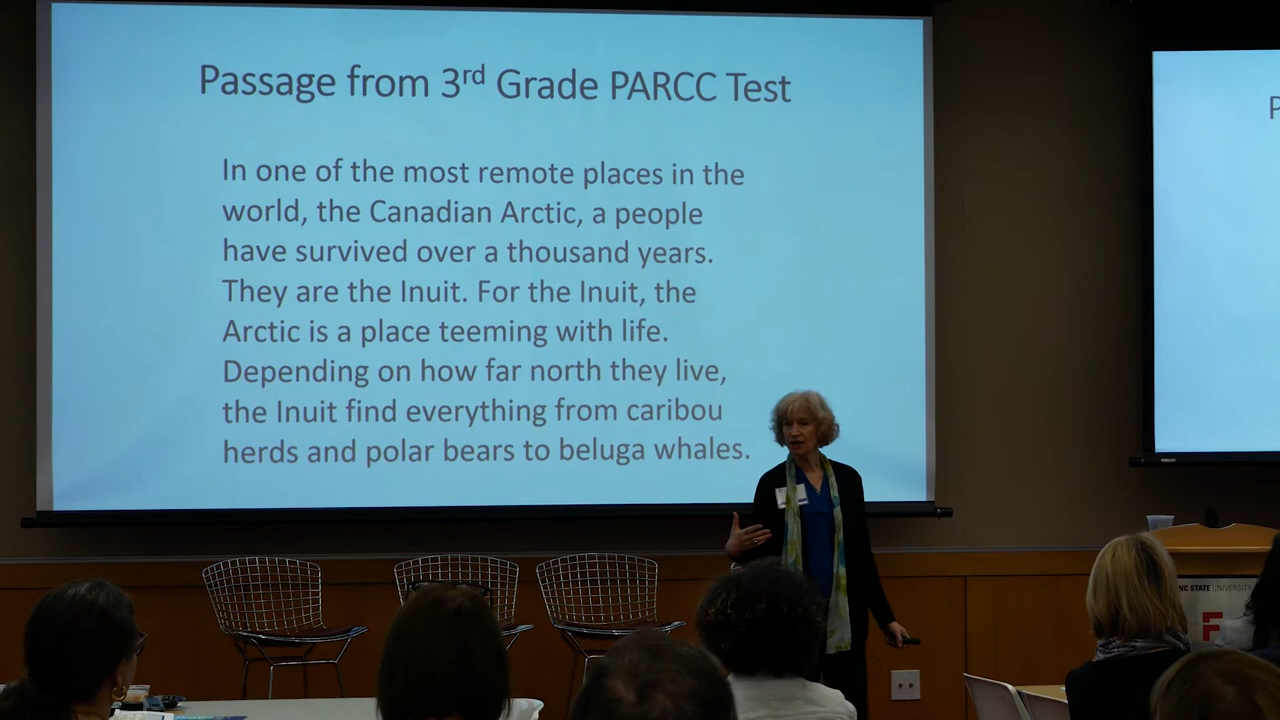 Passage from 3rd Grade PARCC Test
In one of the most remote places in the
world, the Canadian Arctic, a people
have survived over a thousand years.
They are the Inuit. For the Inuit, the
Arctic is a place teeming with life.
Depending on how far north they live,
the Inuit find everything from caribou
herds and polar bears to beluga whales.
P
NC STATE UNIVERSITY
F